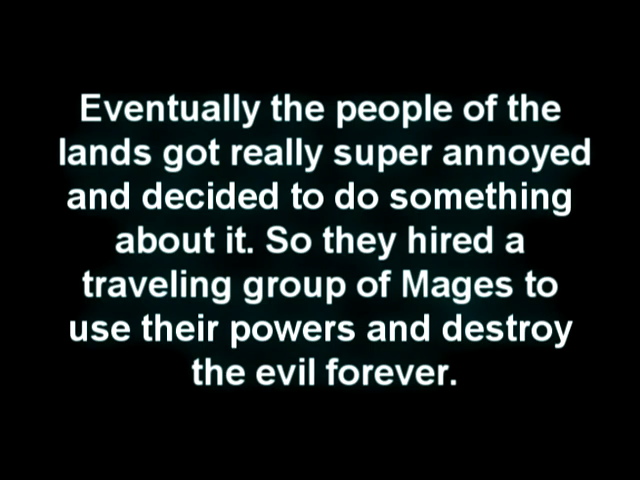 Eventually the people of the
lands got really super annoyed
and decided to do something
about it. So they hired a
traveling group of Mages to
use their powers and destroy
the evil forever.